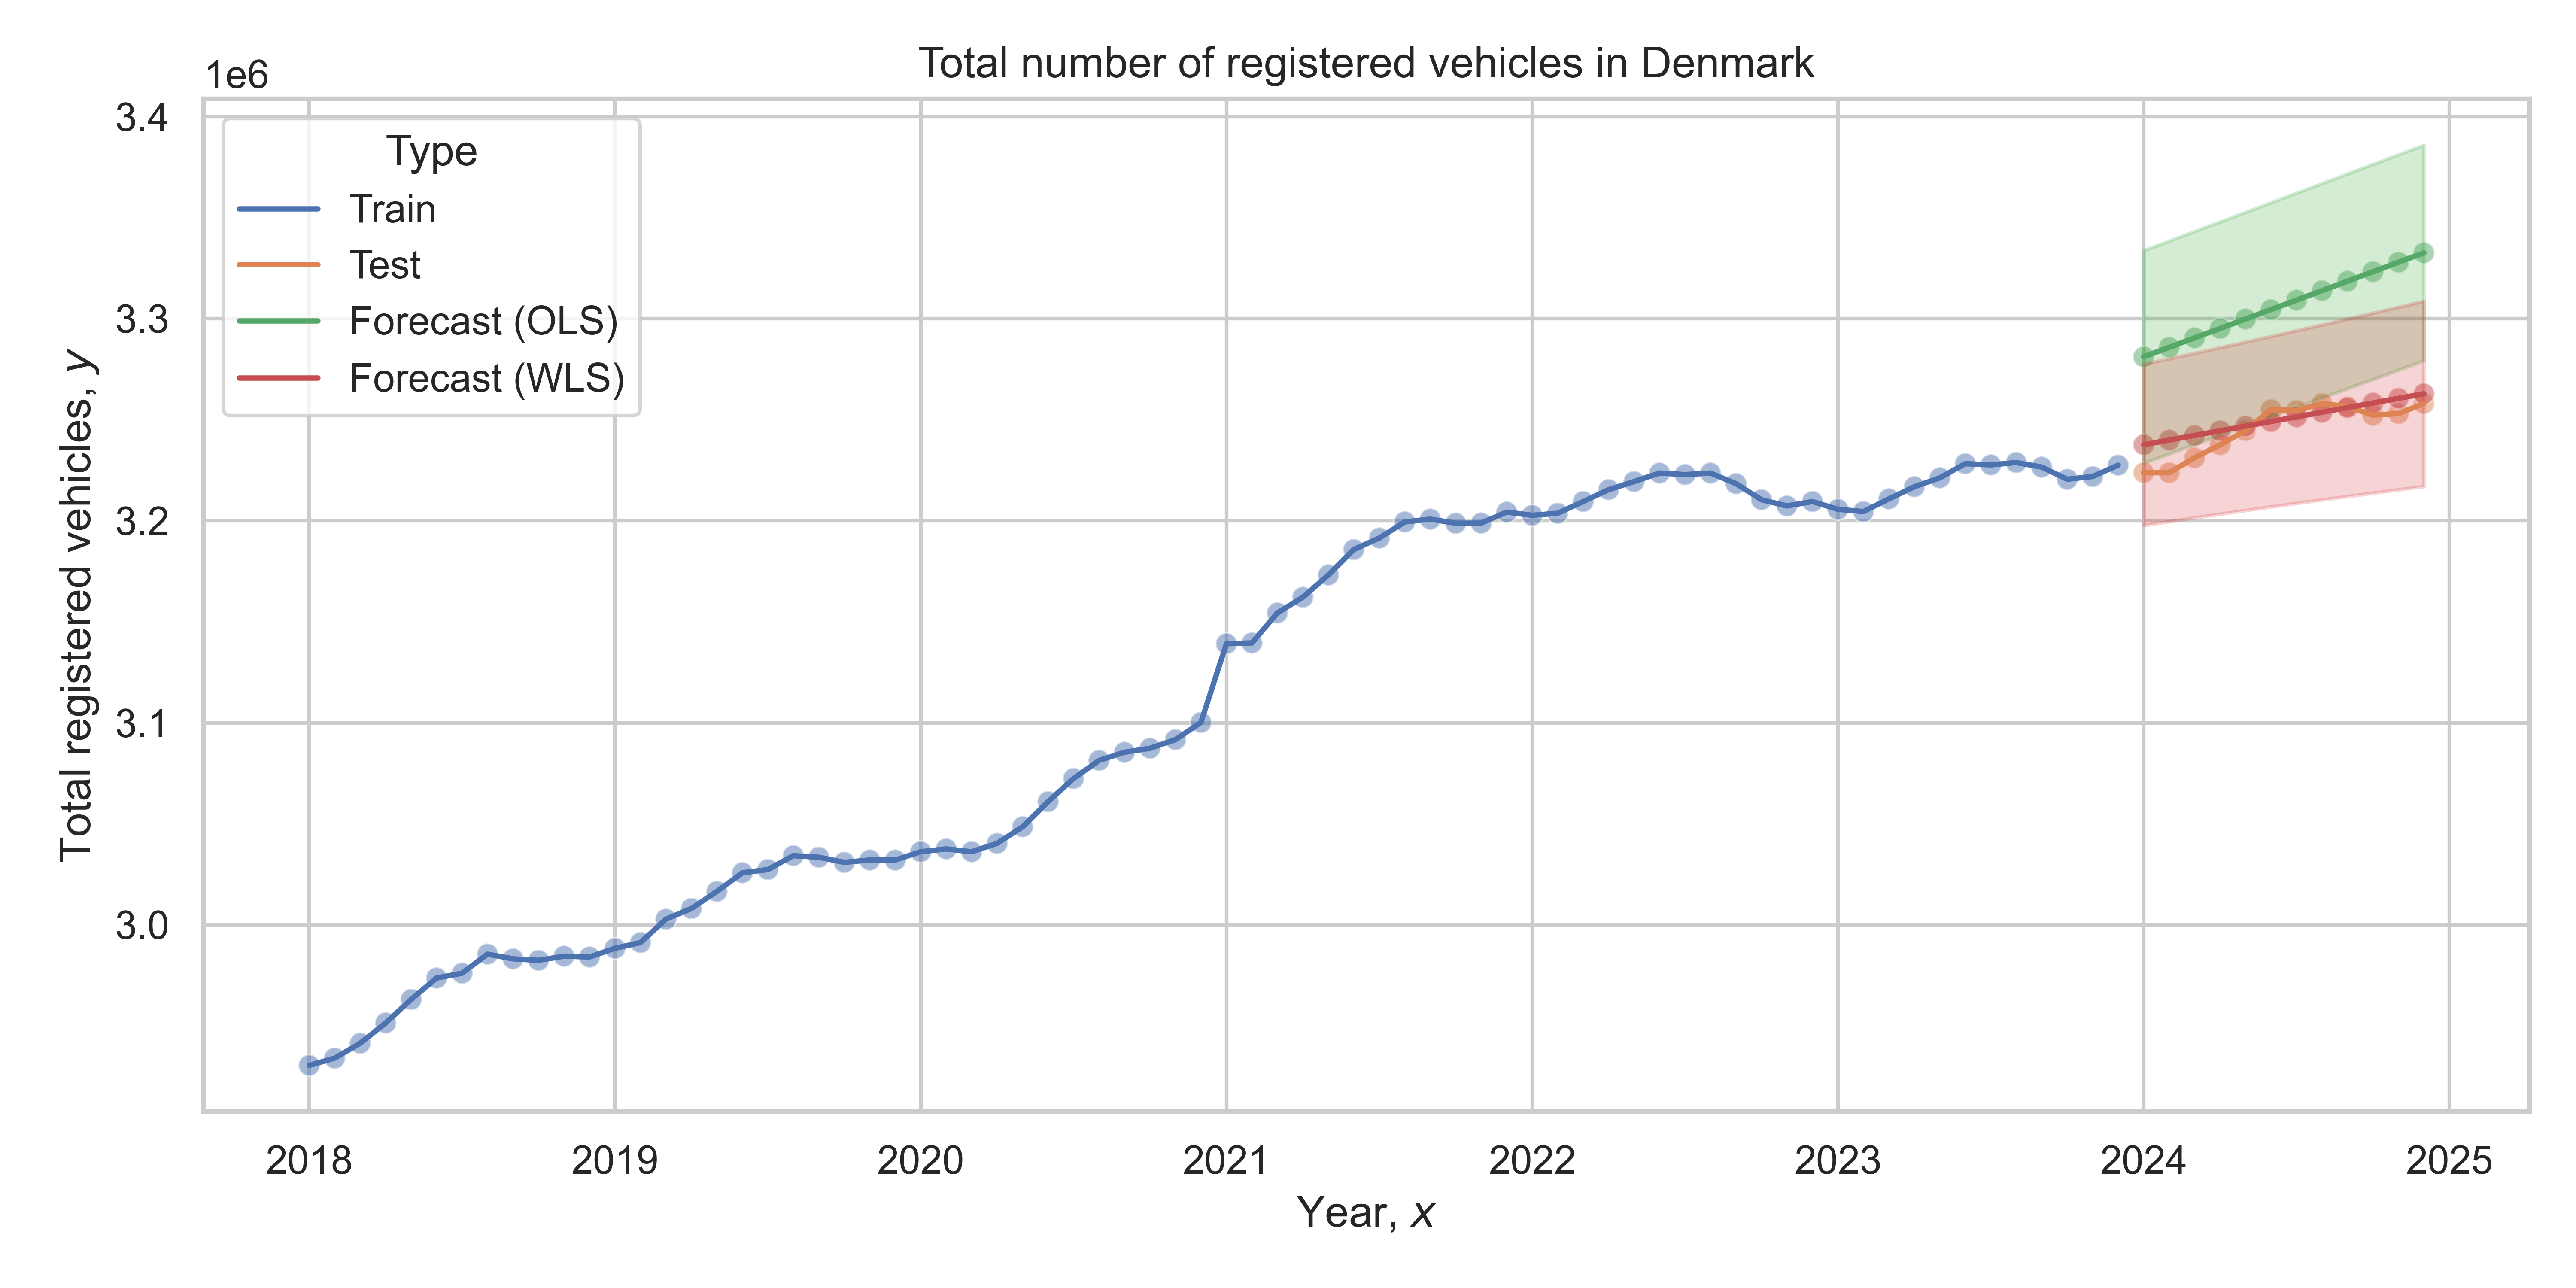 Total number of registered vehicles in Denmark
1e6
3.4
3.3
3.2
3.1
3.0
Total registered vehicles, y
Type
Train
Test
Forecast (OLS)
Forecast (WLS)
2018 2019 2020 2021 2022 2023 2024 2025
Year, x